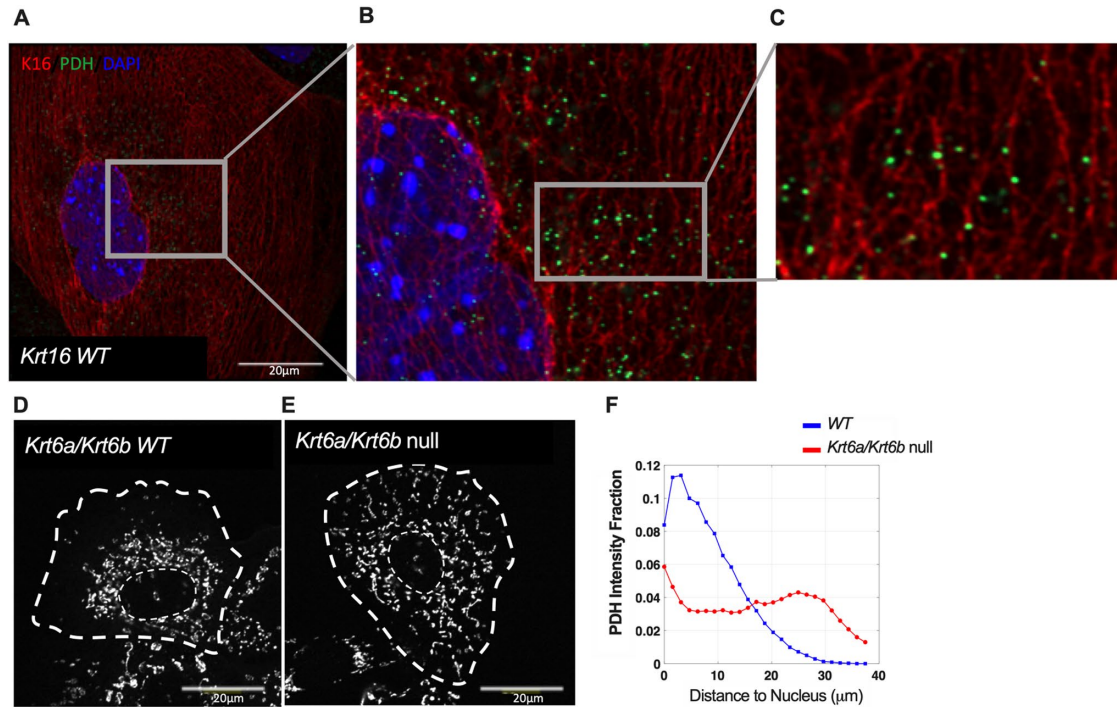 A
B
C
K16 PDH DAPI
Krt16 WT
20μm
D
E
F
Krt6a/Krt6b WT
20μm
Krt6a/Krt6b null
20μm
WT
Krt6a/Krt6b null
0.12
0.1
0.08
0.06
0.04
0.02
0
0 10 20 30 40
PDH Intensity Fraction
Distance to Nucleus (μm)